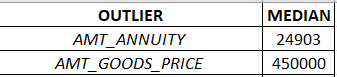 OUTLIER MEDIAN
AMT_ANNUITY 24903
AMT_GOODS_PRICE 450000